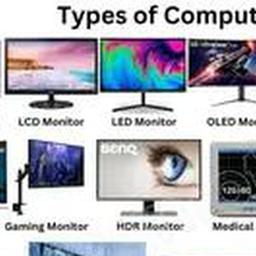 Types of Comput
LCD Monitor
LED Monitor
OLED Mo
BenQ
120/80
Gaming Monitor
HDR Monitor
Medical